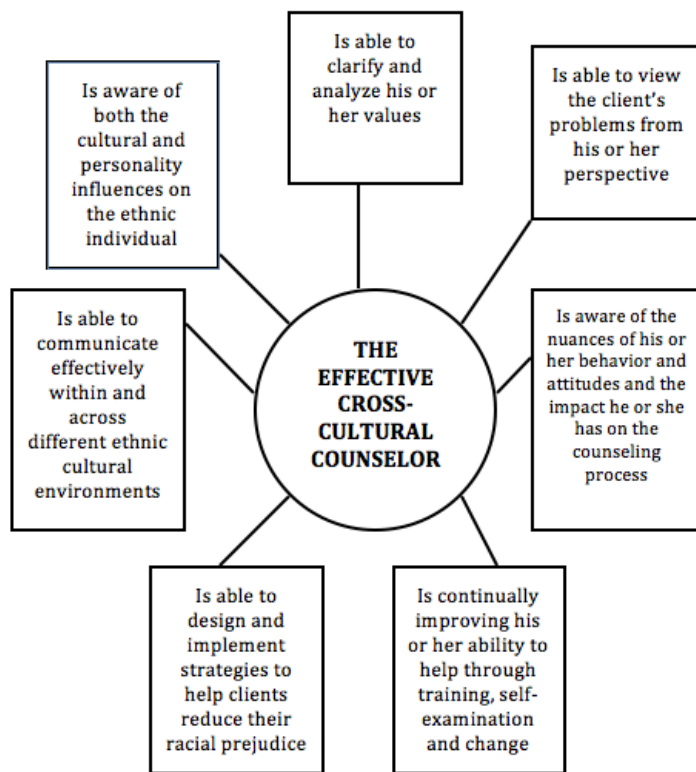 Is able to
clarify and
analyze his or
her values
Is able to view
the client's
problems from
his or her
perspective
Is aware of
both the
cultural and
personality
influences on
the ethnic
individual
Is aware of the
nuances of his or
her behavior and
attitudes and the
impact he or she
has on the
counseling
process
Is able to
communicate
effectively
within and
across
different ethnic
cultural
environments
THE
EFFECTIVE
CROSS-
CULTURAL
COUNSELOR
Is able to
design and
implement
strategies to
help clients
reduce their
racial prejudice
Is continually
improving his
or her ability to
help through
training, self-
examination
and change